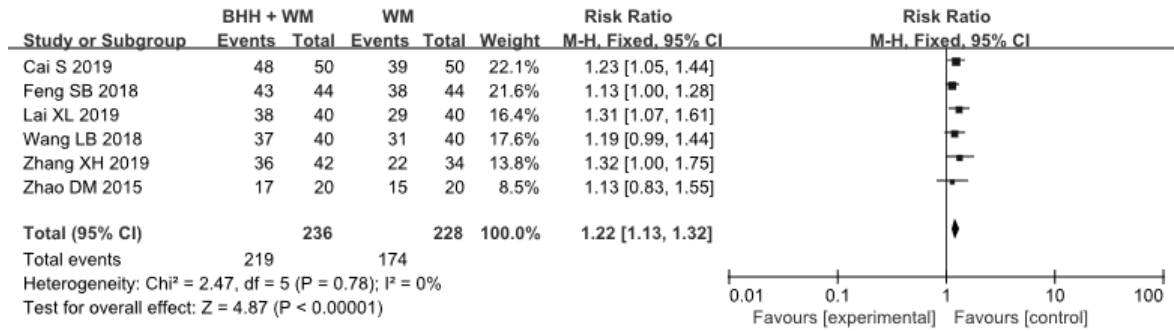 BHH + WM WM Risk Ratio Risk Ratio
Study or Subgroup Events Total Events Total Weight M-H, Fixed, 95% CI M-H, Fixed, 95% CI
Cai S 2019 48 50 39 50 22.1% 1.23 [1.05, 1.44]
Feng SB 2018 43 44 38 44 21.6% 1.13 [1.00, 1.28]
Lai XL 2019 38 40 29 40 16.4% 1.31 [1.07, 1.61]
Wang LB 2018 37 40 31 40 17.6% 1.19 [0.99, 1.44]
Zhang XH 2019 36 42 22 34 13.8% 1.32 [1.00, 1.75]
Zhao DM 2015 17 20 15 20 8.5% 1.13 [0.83, 1.55]
Total (95% CI) 236 228 100.0% 1.22 [1.13, 1.32]
Total events 219 174
Heterogeneity: Chi² = 2.47, df = 5 (P = 0.78); I² = 0%
Test for overall effect: Z = 4.87 (P < 0.00001)
0.01 0.1 1 10 100
Favours [experimental] Favours [control]